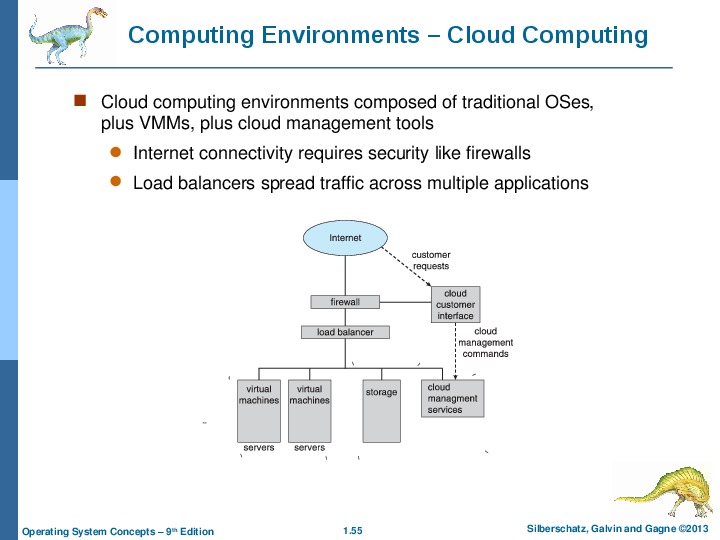 Computing Environments – Cloud Computing
Cloud computing environments composed of traditional OSes,
plus VMMs, plus cloud management tools
Internet connectivity requires security like firewalls
Load balancers spread traffic across multiple applications
Internet
customer
requests
firewall
cloud
customer
interface
load balancer
cloud
management
commands
virtual
machines
virtual
machines
storage
cloud
managment
services
servers
servers
Operating System Concepts – 9th Edition
1.55
Silberschatz, Galvin and Gagne ©2013